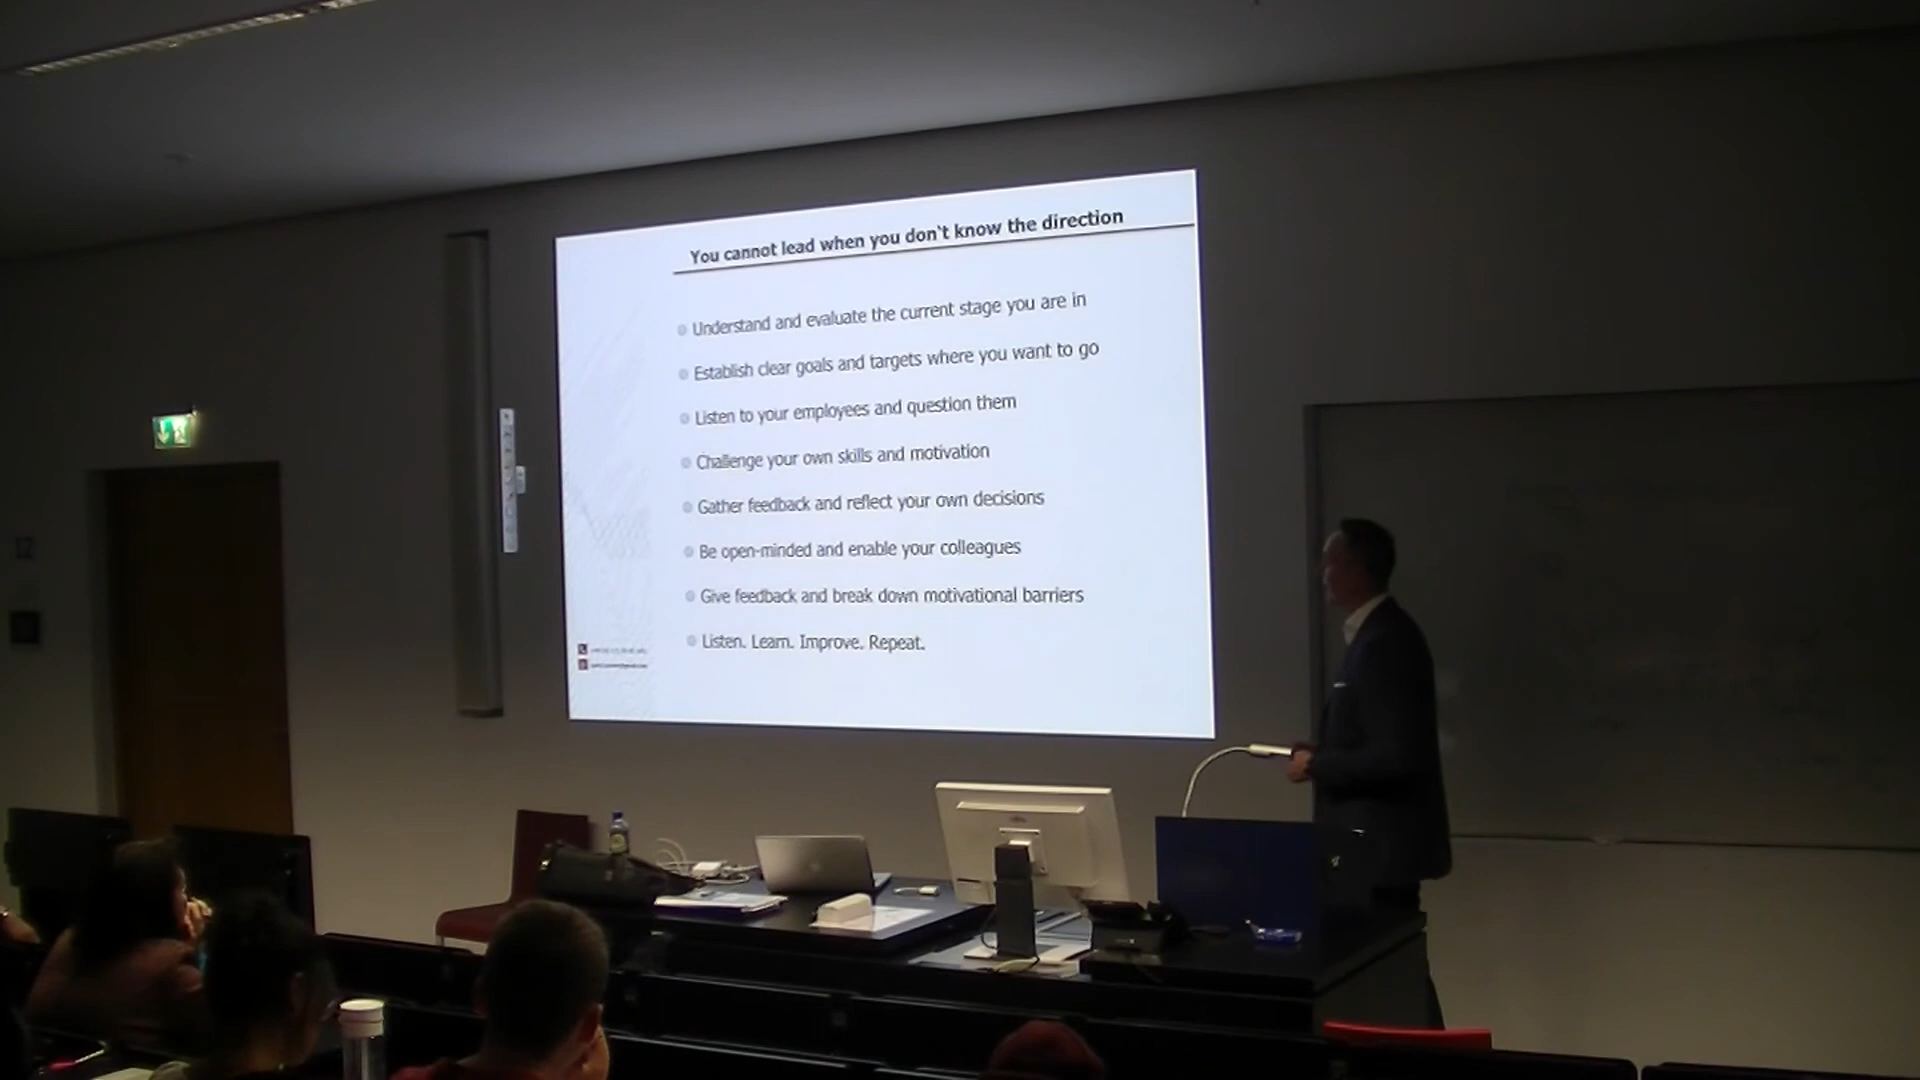 You cannot lead when you don't know the direction
Understand and evaluate the current stage you are in
Establish clear goals and targets where you want to go
Listen to your employees and question them
Challenge your own skills and motivation
Gather feedback and reflect your own decisions
Be open-minded and enable your colleagues
Give feedback and break down motivational barriers
Listen. Learn. Improve. Repeat.